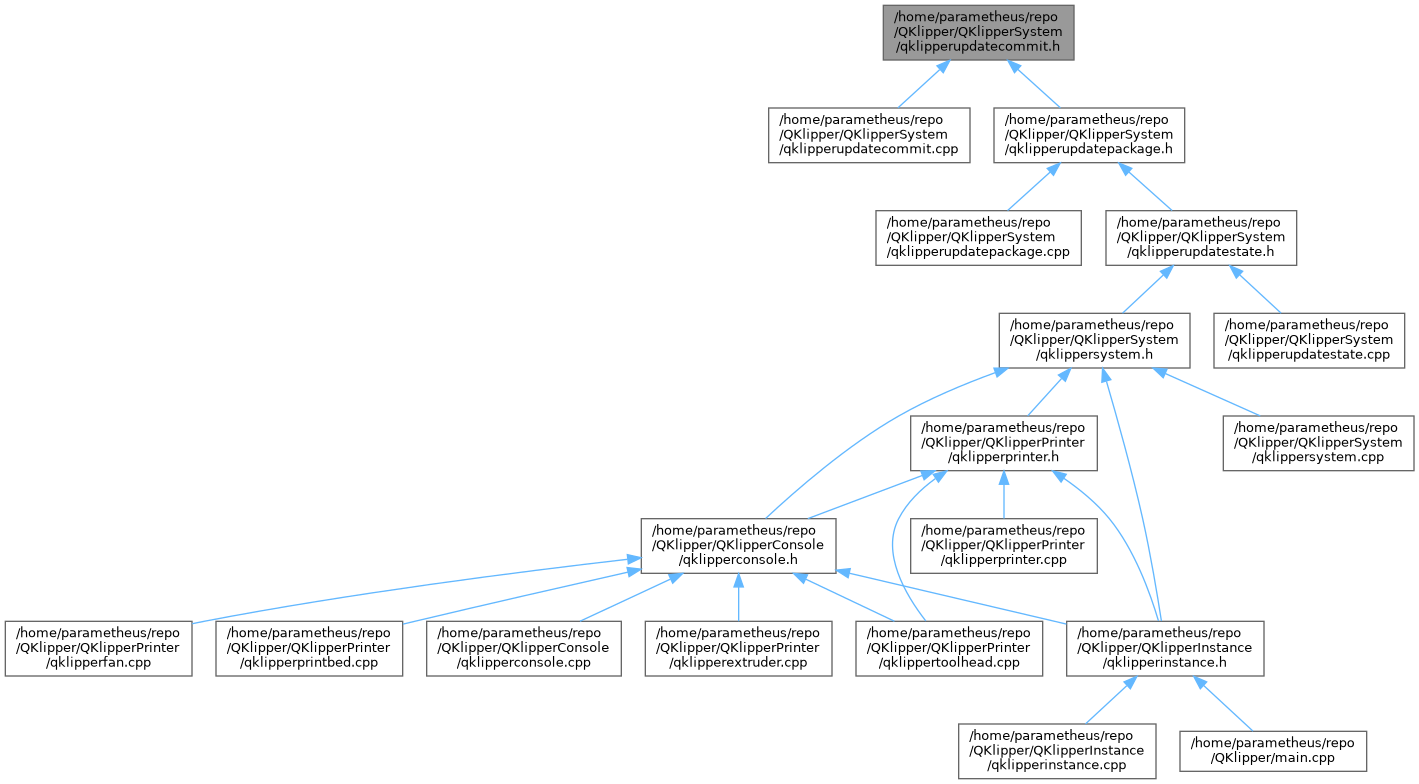 /home/parametheus/repo
/QKlipper/QKlipperSystem
/qklipperupdatecommit.h
/home/parametheus/repo
/QKlipper/QKlipperSystem
/qklipperupdatecommit.cpp
/home/parametheus/repo
/QKlipper/QKlipperSystem
/qklipperupdatepackage.h
/home/parametheus/repo
/QKlipper/QKlipperSystem
/qklipperupdatepackage.cpp
/home/parametheus/repo
/QKlipper/QKlipperSystem
/qklipperupdatestate.h
/home/parametheus/repo
/QKlipper/QKlipperSystem
/qklippersystem.h
/home/parametheus/repo
/QKlipper/QKlipperSystem
/qklipperupdatestate.cpp
/home/parametheus/repo
/QKlipper/QKlipperPrinter
/qklipperprinter.h
/home/parametheus/repo
/QKlipper/QKlipperSystem
/qklippersystem.cpp
/home/parametheus/repo
/QKlipper/QKlipperConsole
/qklipperconsole.h
/home/parametheus/repo
/QKlipper/QKlipperPrinter
/qklipperprinter.cpp
/home/parametheus/repo
/QKlipper/QKlipperPrinter
/qklipperfan.cpp
/home/parametheus/repo
/QKlipper/QKlipperPrinter
/qklipperprintbed.cpp
/home/parametheus/repo
/QKlipper/QKlipperConsole
/qklipperconsole.cpp
/home/parametheus/repo
/QKlipper/QKlipperPrinter
/qklipperextruder.cpp
/home/parametheus/repo
/QKlipper/QKlipperPrinter
/qklippertoolhead.cpp
/home/parametheus/repo
/QKlipper/QKlipperInstance
/qklipperinstance.h
/home/parametheus/repo
/QKlipper/QKlipperInstance
/qklipperinstance.cpp
/home/parametheus/repo
/QKlipper/main.cpp